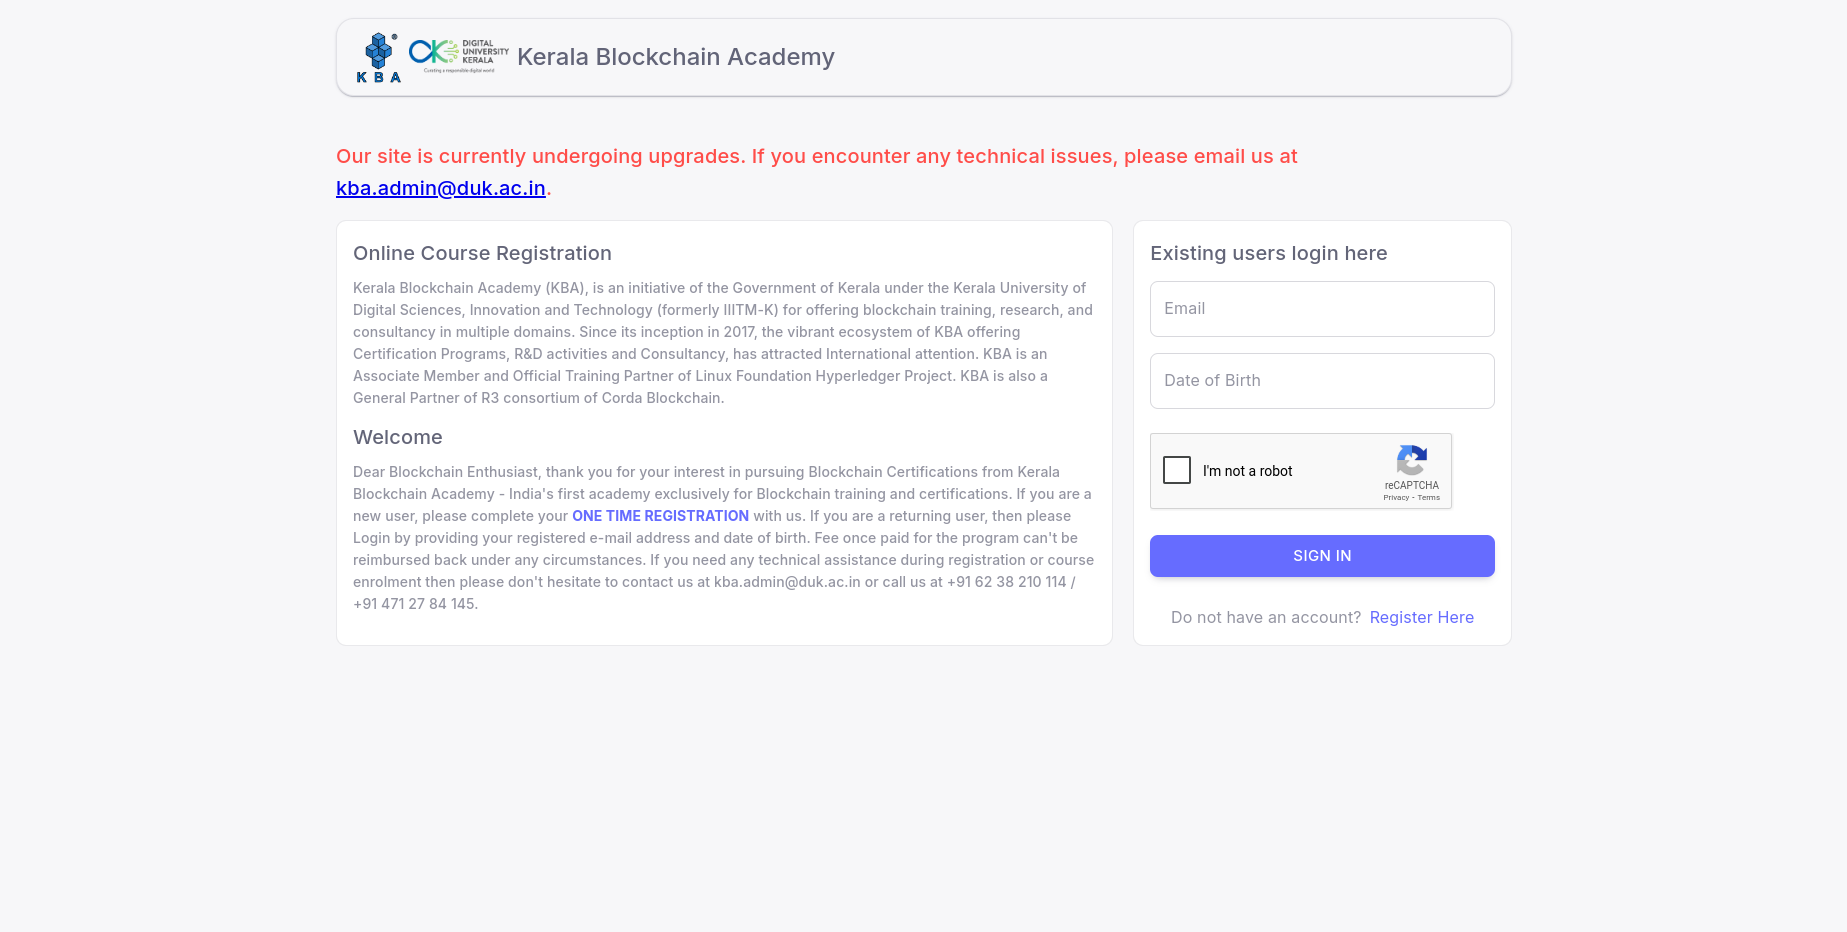 K B A
DIGITAL
UNIVERSITY
KERALA
Curating a responsible digital world
Kerala Blockchain Academy
Our site is currently undergoing upgrades. If you encounter any technical issues, please email us at
kba.admin@duk.ac.in.
Online Course Registration
Kerala Blockchain Academy (KBA), is an initiative of the Government of Kerala under the Kerala University of
Digital Sciences, Innovation and Technology (formerly IIITM-K) for offering blockchain training, research, and
consultancy in multiple domains. Since its inception in 2017, the vibrant ecosystem of KBA offering
Certification Programs, R&D activities and Consultancy, has attracted International attention. KBA is an
Associate Member and Official Training Partner of Linux Foundation Hyperledger Project. KBA is also a
General Partner of R3 consortium of Corda Blockchain.
Welcome
Dear Blockchain Enthusiast, thank you for your interest in pursuing Blockchain Certifications from Kerala
Blockchain Academy - India's first academy exclusively for Blockchain training and certifications. If you are a
new user, please complete your ONE TIME REGISTRATION with us. If you are a returning user, then please
Login by providing your registered e-mail address and date of birth. Fee once paid for the program can't be
reimbursed back under any circumstances. If you need any technical assistance during registration or course
enrolment then please don't hesitate to contact us at kba.admin@duk.ac.in or call us at +91 62 38 210 114 /
+91 471 27 84 145.
Existing users login here
Email
Date of Birth
I'm not a robot
reCAPTCHA
Privacy - Terms
SIGN IN
Do not have an account? Register Here